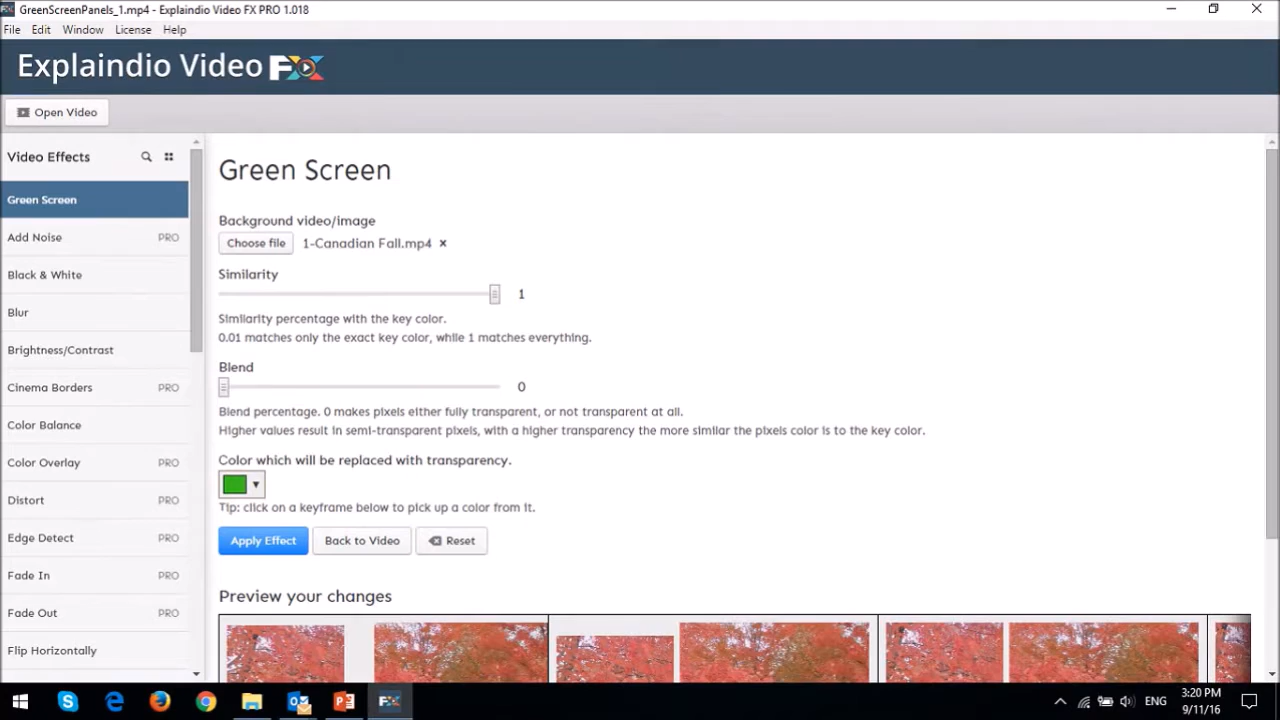 GreenScreenPanels_1.mp4 - Explaindio Video FX PRO 1.018
File Edit Window License Help
Explaindio Video FX
Open Video
Video Effects
Green Screen
Add Noise PRO
Black & White
Blur
Brightness/Contrast
Cinema Borders PRO
Color Balance
Color Overlay PRO
Distort PRO
Edge Detect PRO
Fade In PRO
Fade Out PRO
Flip Horizontally
Green Screen
Background video/image
Choose file 1-Canadian Fall.mp4 ×
Similarity
1
Similarity percentage with the key color.
0.01 matches only the exact key color, while 1 matches everything.
Blend
0
Blend percentage. 0 makes pixels either fully transparent, or not transparent at all.
Higher values result in semi-transparent pixels, with a higher transparency the more similar the pixels color is to the key color.
Color which will be replaced with transparency.
Tip: click on a keyframe below to pick up a color from it.
Apply Effect Back to Video Reset
Preview your changes
ENG
3:20 PM
9/11/16